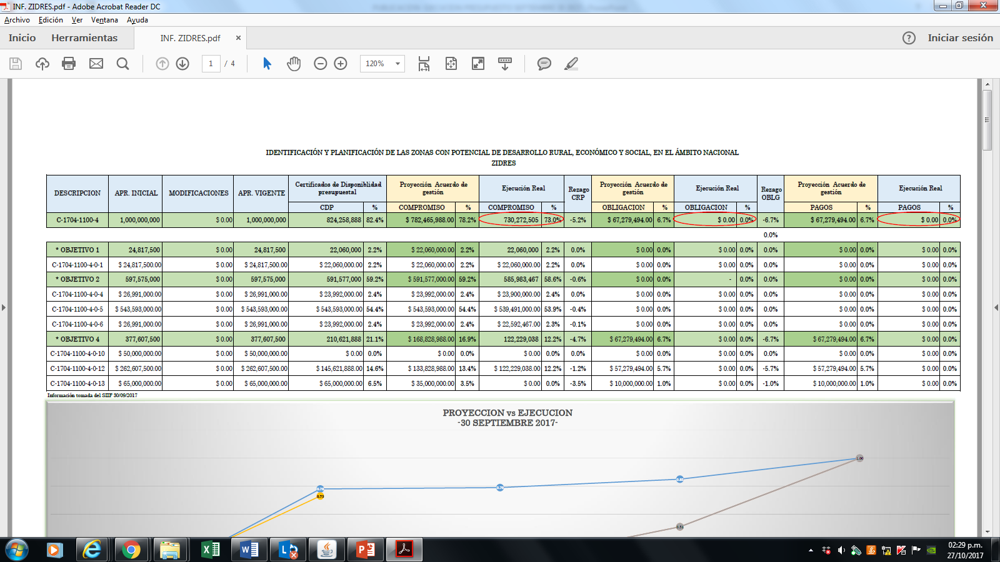 INF. ZIDRES.pdf - Adobe Acrobat Reader DC
Archivo Edición Ver Ventana Ayuda
Inicio Herramientas INF. ZIDRES.pdf × Iniciar sesión
1 / 4 120%
IDENTIFICACIÓN Y PLANIFICACIÓN DE LAS ZONAS CON POTENCIAL DE DESARROLLO RURAL, ECONÓMICO Y SOCIAL, EN EL ÁMBITO NACIONAL
ZIDRES
DESCRIPCION APR. INICIAL MODIFICACIONES APR. VIGENTE Certificados de Disponiblidad presupuestal Proyección Acuerdo de gestión Ejecución Real Rezago CRP Proyección Acuerdo de gestión Ejecución Real Rezago OBLG Proyección Acuerdo de gestión Ejecución Real
CDP % COMPROMISO % COMPROMISO % OBLIGACION % OBLIGACION % PAGOS % PAGOS %
C-1704-1100-4 1,000,000,000 $ 0.00 1,000,000,000 824,258,888 82.4% $ 782,465,988.00 78.2% 730,272,505 73.0% -5.2% $ 67,279,494.00 6.7% $ 0.00 0.0% -6.7% $ 67,279,494.00 6.7% $ 0.00 0.0%
0.0%
* OBJETIVO 1 24,817,500 $ 0.00 24,817,500 22,060,000 2.2% $ 22,060,000.00 2.2% 22,060,000 2.2% 0.0% $ 0.00 0.0% $ 0.00 0.0% 0.0% $ 0.00 0.0% $ 0.00 0.0%
C-1704-1100-4-0-1 $ 24,817,500.00 $ 0.00 $ 24,817,500.00 $ 22,060,000.00 2.2% $ 22,060,000.00 2.2% $ 22,060,000.00 2.2% 0.0% $ 0.00 0.0% $ 0.00 0.0% 0.0% $ 0.00 0.0% $ 0.00 0.0%
* OBJETIVO 2 597,575,000 $ 0.00 597,575,000 591,577,000 59.2% $ 591,577,000.00 59.2% 585,983,467 58.6% -0.6% $ 0.00 0.0% - 0.0% 0.0% $ 0.00 0.0% $ 0.00 0.0%
C-1704-1100-4-0-4 $ 26,991,000.00 $ 0.00 $ 26,991,000.00 $ 23,992,000.00 2.4% $ 23,992,000.00 2.4% $ 23,900,000.00 2.4% 0.0% $ 0.00 0.0% $ 0.00 0.0% 0.0% $ 0.00 0.0% $ 0.00 0.0%
C-1704-1100-4-0-5 $ 543,593,000.00 $ 0.00 $ 543,593,000.00 $ 543,593,000.00 54.4% $ 543,593,000.00 54.4% $ 539,491,000.00 53.9% -0.4% $ 0.00 0.0% $ 0.00 0.0% 0.0% $ 0.00 0.0% $ 0.00 0.0%
C-1704-1100-4-0-6 $ 26,991,000.00 $ 0.00 $ 26,991,000.00 $ 23,992,000.00 2.4% $ 23,992,000.00 2.4% $ 22,592,467.00 2.3% -0.1% $ 0.00 0.0% $ 0.00 0.0% 0.0% $ 0.00 0.0% $ 0.00 0.0%
* OBJETIVO 4 377,607,500 $ 0.00 377,607,500 210,621,888 21.1% $ 168,828,988.00 16.9% 122,229,038 12.2% -4.7% $ 67,279,494.00 6.7% $ 0.00 0.0% -6.7% $ 67,279,494.00 6.7% $ 0.00 0.0%
C-1704-1100-4-0-10 $ 50,000,000.00 $ 0.00 $ 50,000,000.00 $ 0.00 0.0% $ 0.00 0.0% $ 0.00 0.0% 0.0% $ 0.00 0.0% $ 0.00 0.0% 0.0% $ 0.00 0.0% $ 0.00 0.0%
C-1704-1100-4-0-12 $ 262,607,500.00 $ 0.00 $ 262,607,500.00 $ 145,621,888.00 14.6% $ 133,828,988.00 13.4% $ 122,229,038.00 12.2% -1.2% $ 57,279,494.00 5.7% $ 0.00 0.0% -5.7% $ 57,279,494.00 5.7% $ 0.00 0.0%
C-1704-1100-4-0-13 $ 65,000,000.00 $ 0.00 $ 65,000,000.00 $ 65,000,000.00 6.5% $ 35,000,000.00 3.5% $ 0.00 0.0% -3.5% $ 10,000,000.00 1.0% $ 0.00 0.0% -1.0% $ 10,000,000.00 1.0% $ 0.00 0.0%
Información tomada del SIIF 30/09/2017
PROYECCION vs EJECUCION
-30 SEPTIEMBRE 2017-
1.00
0.73
02:29 p.m.
27/10/2017